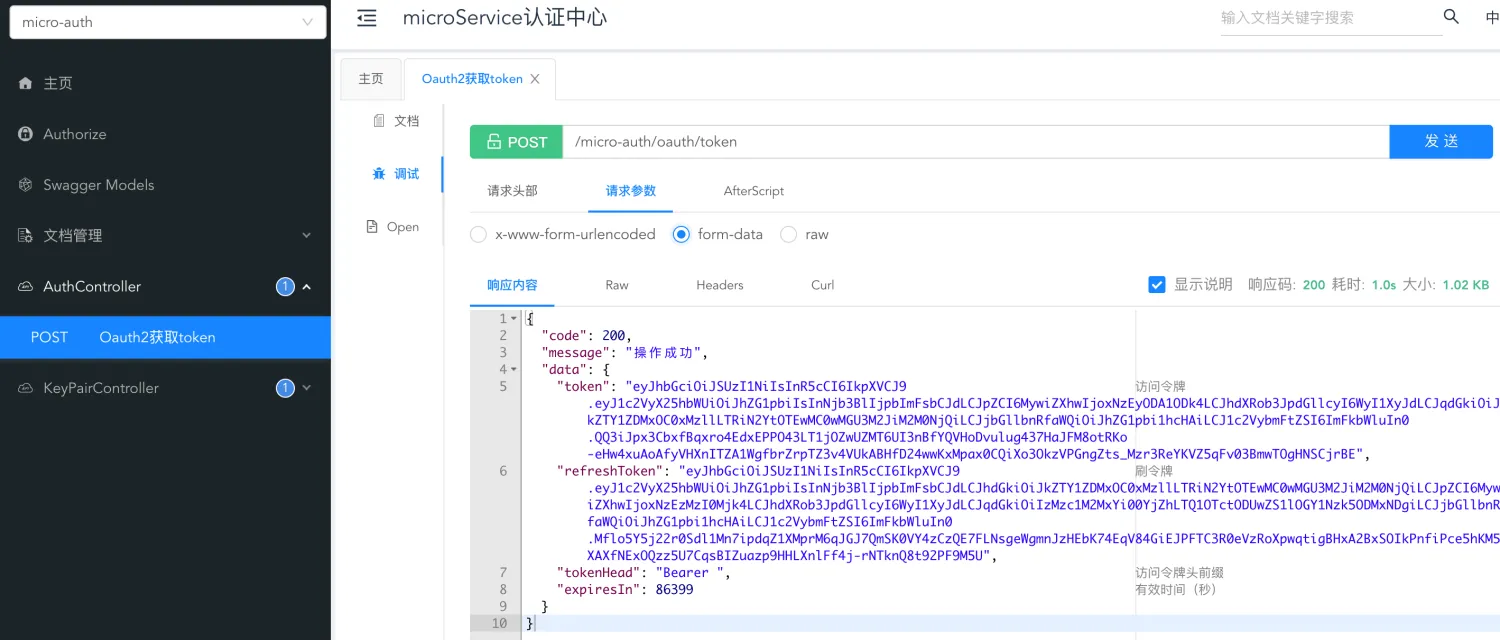 micro-auth
microService认证中心
输入文档关键字搜索
中
主页
Authorize
Swagger Models
文档管理
AuthController 1
POST Oauth2获取token
KeyPairController 1
主页
Oauth2获取token
文档
调试
Open
POST /micro-auth/oauth/token 发 送
请求头部 请求参数 AfterScript
x-www-form-urlencoded form-data raw
响应内容 Raw Headers Curl 显示说明 响应码: 200 耗时: 1.0s 大小: 1.02 KB
1 {
2 "code": 200,
3 "message": "操作成功",
4 "data": {
5 "token": "eyJhbGciOiJSUzI1NiIsInR5cCI6IkpXVCJ9 访问令牌
.eyJ1c2VyX25hbWUiOiJhZG1pbiIsInNjb3BlIjpbImFsbCJdLCJpZCI6MywiZXhwIjoxNzEyODA1ODk4LCJhdXRob3JpdGllcyI6WyI1XyJdLCJqdGkiOiJ
kZTY1ZDMxOC0xMzllLTRiN2YtOTEwMC0wMGU3M2JiM2M0NjQiLCJjbGllbnRfaWQiOiJhZG1pbi1hcHAiLCJ1c2VybmFtZSI6ImFkbWluIn0
.QQ3iJpx3CbxfBqxro4EdxEPPO43LT1jOZwUZMT6UI3nBfYQVHoDvulug437HaJFM8otRKo
-eHw4xuAoAfyVHXnITZA1WgfbrZrpTZ3v4VUkABHfD24wwKxMpax0CQiXo3OkzVPGngZts_Mzr3ReYKVZ5qFv03BmwTOgHNSCjrBE",
6 "refreshToken": "eyJhbGciOiJSUzI1NiIsInR5cCI6IkpXVCJ9 刷令牌
.eyJ1c2VyX25hbWUiOiJhZG1pbiIsInNjb3BlIjpbImFsbCJdLCJhdGkiOiJkZTY1ZDMxOC0xMzllLTRiN2YtOTEwMC0wMGU3M2JiM2M0NjQiLCJpZCI6Myw
iZXhwIjoxNzEzMzI0Mjk4LCJhdXRob3JpdGllcyI6WyI1XyJdLCJqdGkiOiIzMzc1M2MxYi00YjZhLTQ1OTctODUwZS1lOGY1Nzk5ODMxNDgiLCJjbGllbnR
faWQiOiJhZG1pbi1hcHAiLCJ1c2VybmFtZSI6ImFkbWluIn0
.Mflo5Y5j22r0Sdl1Mn7ipdqZ1XMprM6qJGJ7QmSK0VY4zCzQE7FLNsgeWgmnJzHEbK74EqV84GiEJPFTC3R0eVzRoXpwqtigBHxA2BxSOIkPnfiPce5hKM5
XAXfNExOQzz5U7CqsBIZuazp9HHLXnlFf4j-rNTknQ8t92PF9M5U",
7 "tokenHead": "Bearer ", 访问令牌头前缀
8 "expiresIn": 86399 有效时间（秒）
9 }
10 }